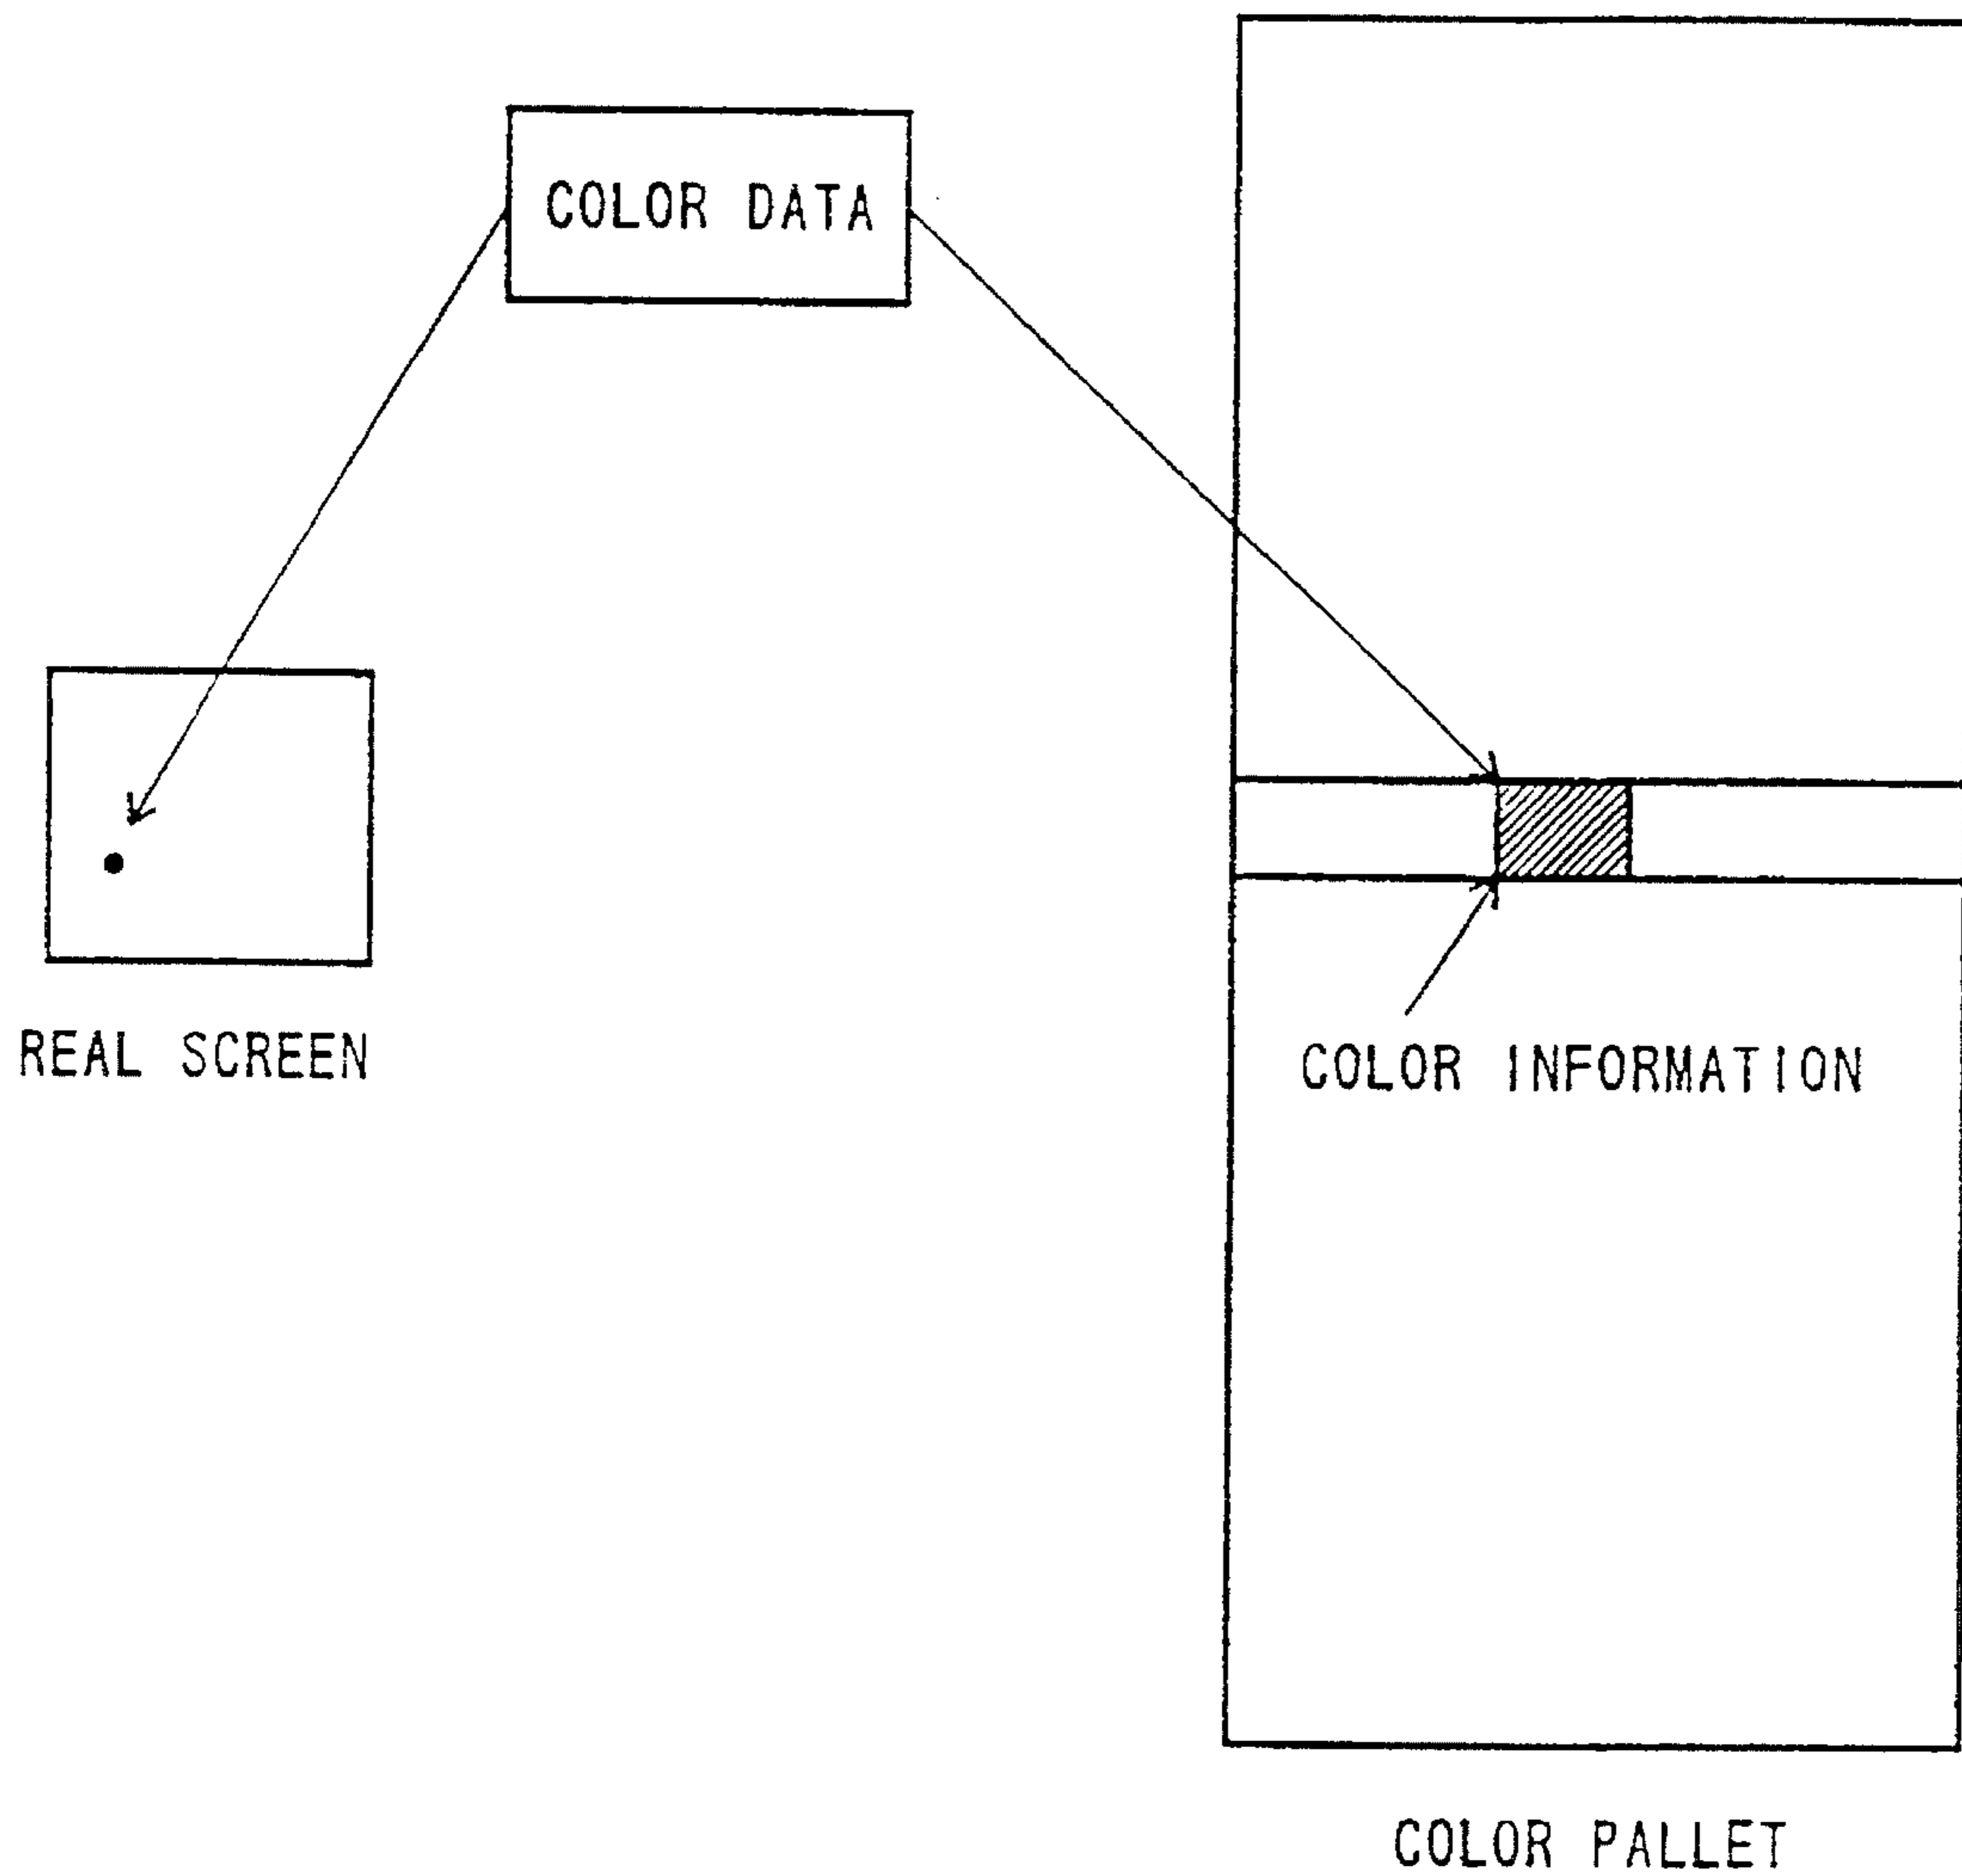 COLOR DATA
REAL SCREEN
COLOR INFORMATION
COLOR PALLET